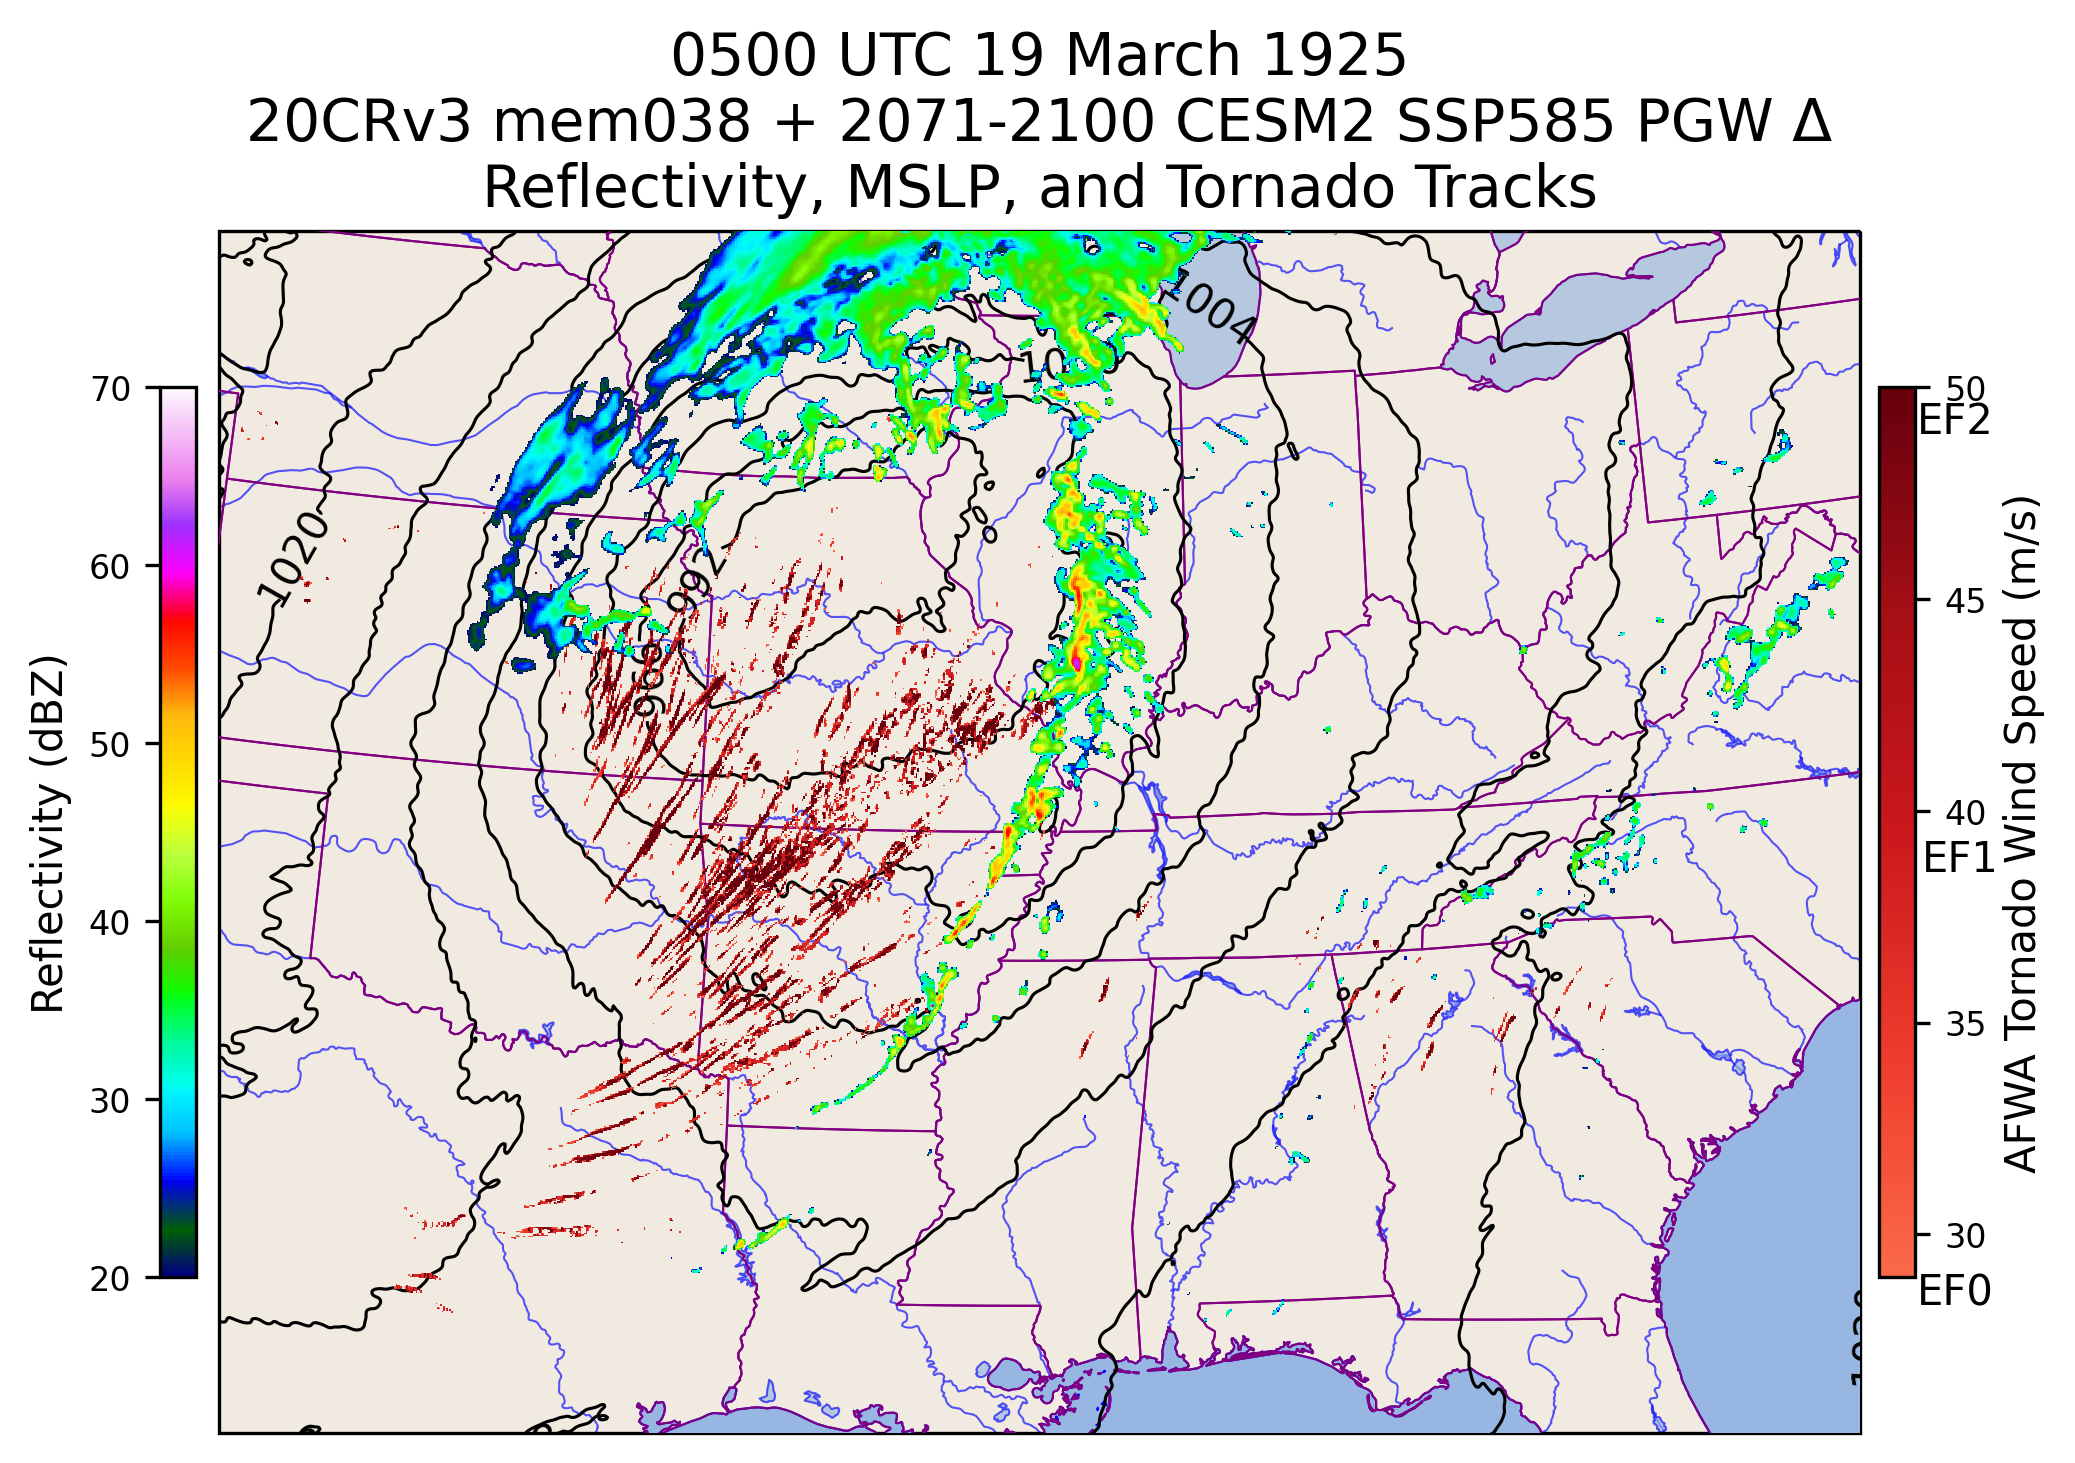 0500 UTC 19 March 1925
20CRv3 mem038 + 2071-2100 CESM2 SSP585 PGW Δ
Reflectivity, MSLP, and Tornado Tracks
Reflectivity (dBZ)
70
60
50
40
30
20
1020
1004
992
996
AFWA Tornado Wind Speed (m/s)
50
EF2
45
40
EF1
35
30
EF0